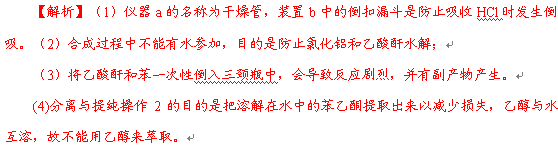 【解析】（1）仪器 a 的名称为干燥管，装置 b 中的倒扣漏斗是防止吸收 HCl 时发生倒
吸。（2）合成过程中不能有水参加，目的是防止氯化铝和乙酸酐水解；
（3）将乙酸酐和苯一次性倒入三颈瓶中，会导致反应剧烈，并有副产物产生。
(4)分离与提纯操作 2 的目的是把溶解在水中的苯乙酮提取出来以减少损失，乙醇与水
互溶，故不能用乙醇来萃取。